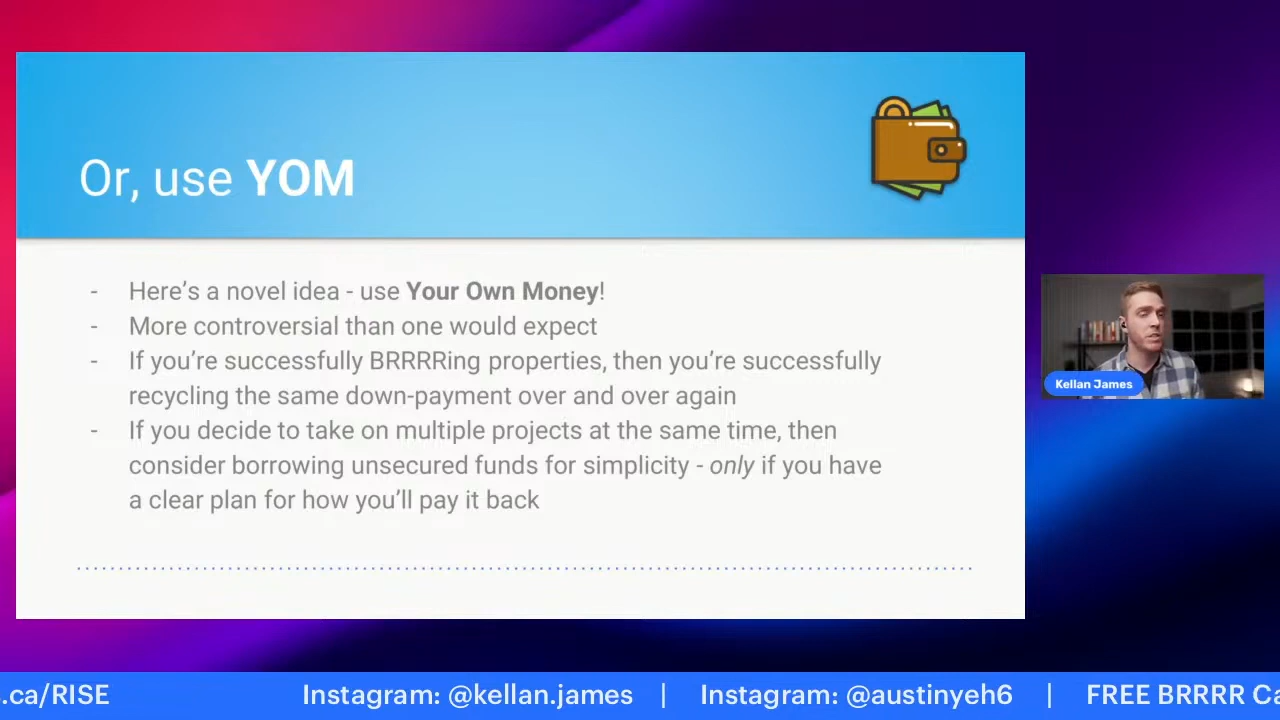 Or, use YOM
- Here's a novel idea - use Your Own Money!
- More controversial than one would expect
- If you're successfully BRRRRing properties, then you're successfully
recycling the same down-payment over and over again
- If you decide to take on multiple projects at the same time, then
consider borrowing unsecured funds for simplicity - only if you have
a clear plan for how you'll pay it back
Kellan James
.ca/RISE Instagram: @kellan.james | Instagram: @austinyeh6 | FREE BRRRR Ca